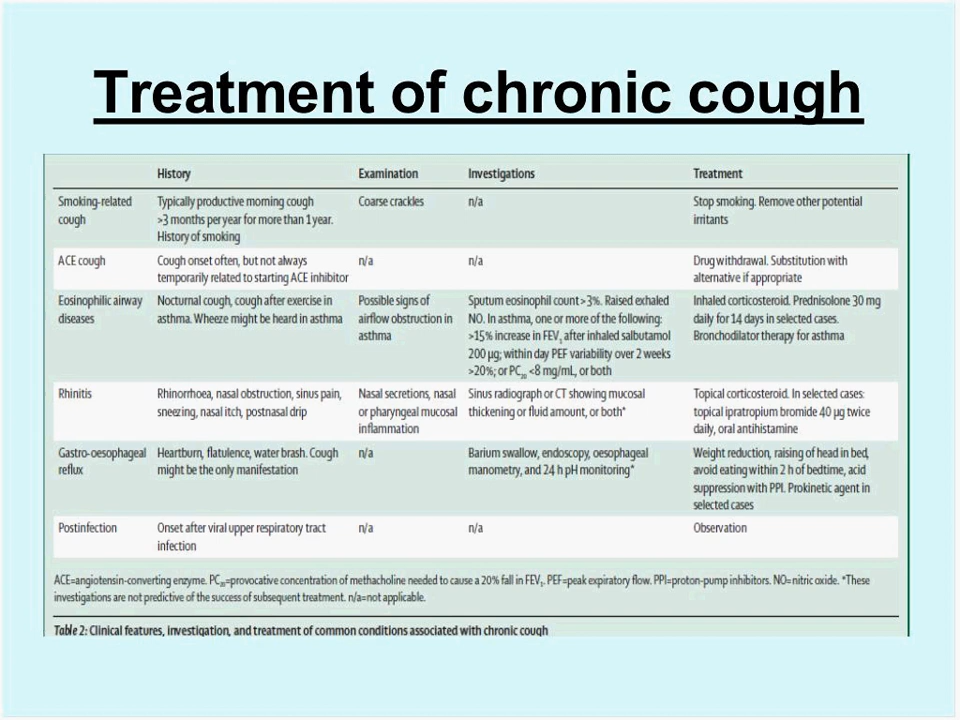 Treatment of chronic cough
History Examination Investigations Treatment
Smoking-related cough
Typically productive morning cough
>3 months per year for more than 1 year.
History of smoking
Coarse crackles
n/a
Stop smoking. Remove other potential
irritants
ACE cough
Cough onset often, but not always
temporarily related to starting ACE inhibitor
n/a
n/a
Drug withdrawal. Substitution with
alternative if appropriate
Eosinophilic airway
diseases
Nocturnal cough, cough after exercise in
asthma. Wheeze might be heard in asthma
Possible signs of
airflow obstruction in
asthma
Sputum eosinophil count >3%. Raised exhaled
NO. In asthma, one or more of the following:
>15% increase in FEV₁ after inhaled salbutamol
200 μg; within day PEF variability over 2 weeks
>20%; or PC₂₀ <8 mg/mL, or both
Inhaled corticosteroid. Prednisolone 30 mg
daily for 14 days in selected cases.
Bronchodilator therapy for asthma
Rhinitis
Rhinorrhoea, nasal obstruction, sinus pain,
sneezing, nasal itch, postnasal drip
Nasal secretions, nasal
or pharyngeal mucosal
inflammation
Sinus radiograph or CT showing mucosal
thickening or fluid amount, or both*
Topical corticosteroid. In selected cases:
topical ipratropium bromide 40 μg twice
daily, oral antihistamine
Gastro-oesophageal
reflux
Heartburn, flatulence, water brash. Cough
might be the only manifestation
n/a
Barium swallow, endoscopy, oesophageal
manometry, and 24 h pH monitoring*
Weight reduction, raising of head in bed,
avoid eating within 2 h of bedtime, acid
suppression with PPI. Prokinetic agent in
selected cases
Postinfection
Onset after viral upper respiratory tract
infection
n/a
n/a
Observation
ACE=angiotensin-converting enzyme. PC₂₀=provocative concentration of methacholine needed to cause a 20% fall in FEV₁. PEF=peak expiratory flow. PPI=proton-pump inhibitors. NO=nitric oxide. *These
investigations are not predictive of the success of subsequent treatment. n/a=not applicable.
Table 2: Clinical features, investigation, and treatment of common conditions associated with chronic cough